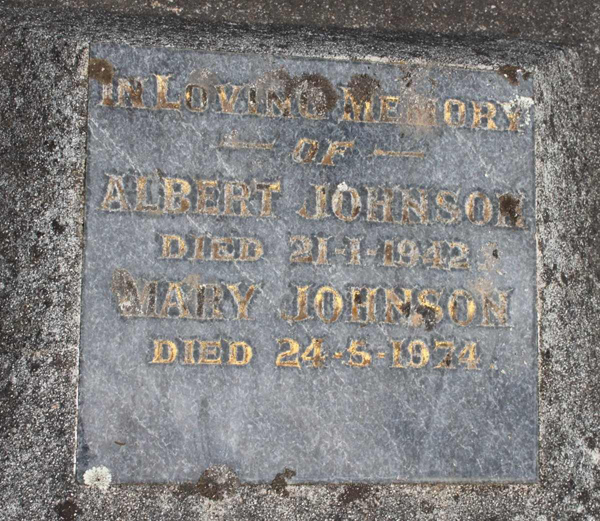 IN LOVING MEMORY
— OF —
ALBERT JOHNSON
DIED 21-1-1942
MARY JOHNSON
DIED 24-5-1974